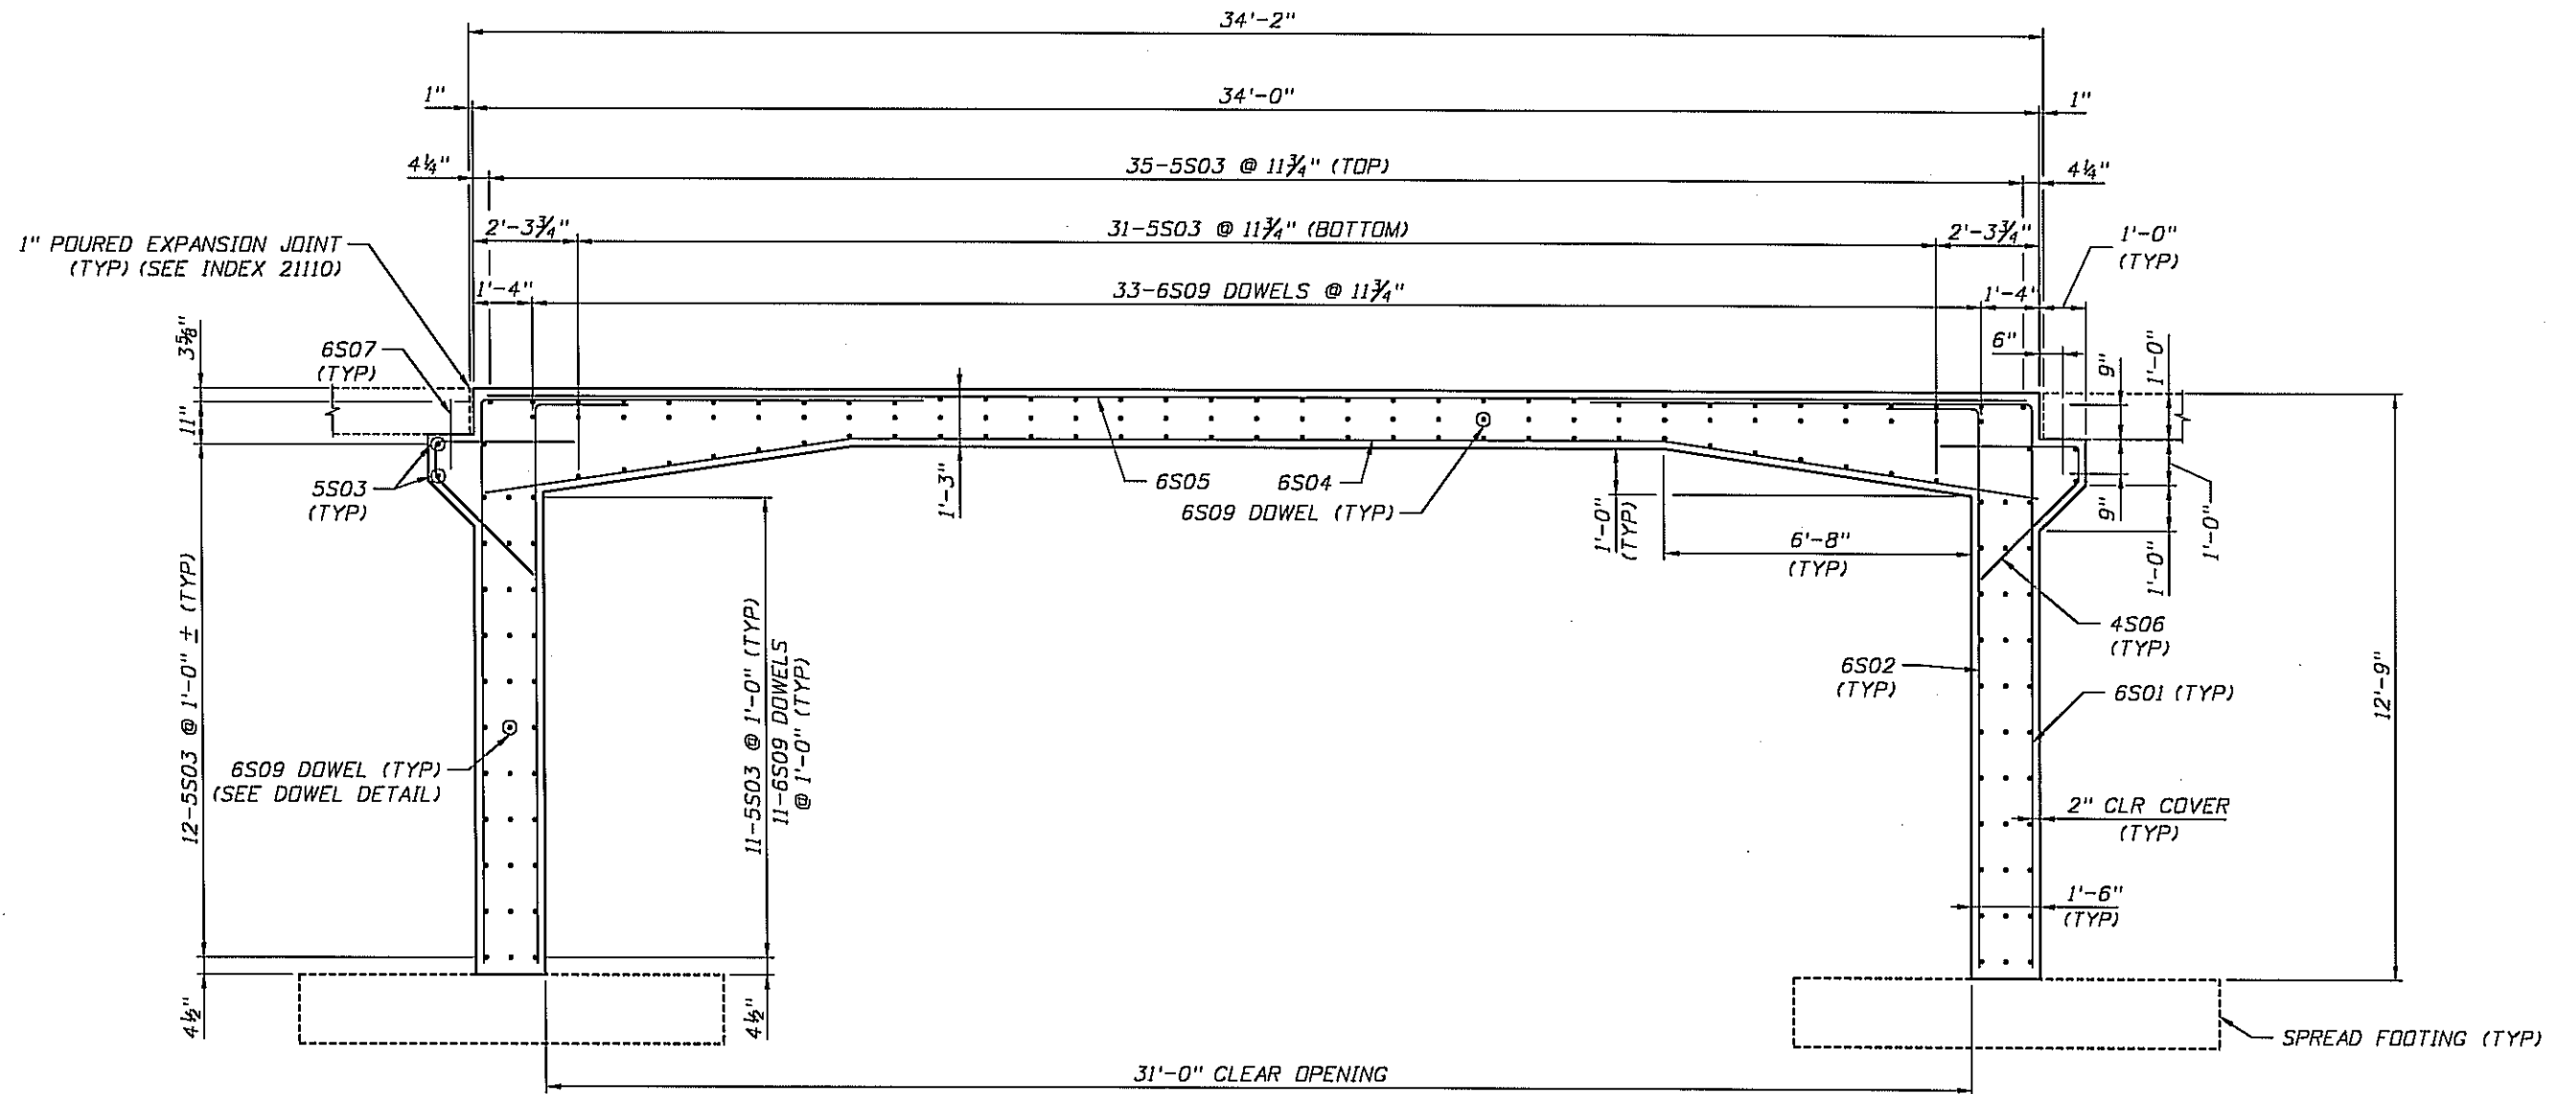 34'-2"
1" 34'-0" 1"
4¼" 35-5S03 @ 11¾" (TOP) 4¼"
2'-3¾" 31-5S03 @ 11¾" (BOTTOM) 2'-3¾"
1'-0"
(TYP)
1" POURED EXPANSION JOINT
(TYP) (SEE INDEX 21110)
1'-4" 33-6S09 DOWELS @ 11¾" 1'-4"
3⅝"
11"
6S07
(TYP)
6"
9"
1'-0"
5S03
(TYP)
1'-3"
6S05
6S04
6S09 DOWEL (TYP)
1'-0"
(TYP)
6'-8"
(TYP)
9"
1'-0"
1'-0"
12-5S03 @ 1'-0" ± (TYP)
11-5S03 @ 1'-0" (TYP)
11-6S09 DOWELS
@ 1'-0" (TYP)
4S06
(TYP)
6S02
(TYP)
6S01 (TYP)
12'-9"
6S09 DOWEL (TYP)
(SEE DOWEL DETAIL)
2" CLR COVER
(TYP)
1'-6"
(TYP)
4½"
4½"
SPREAD FOOTING (TYP)
31'-0" CLEAR OPENING